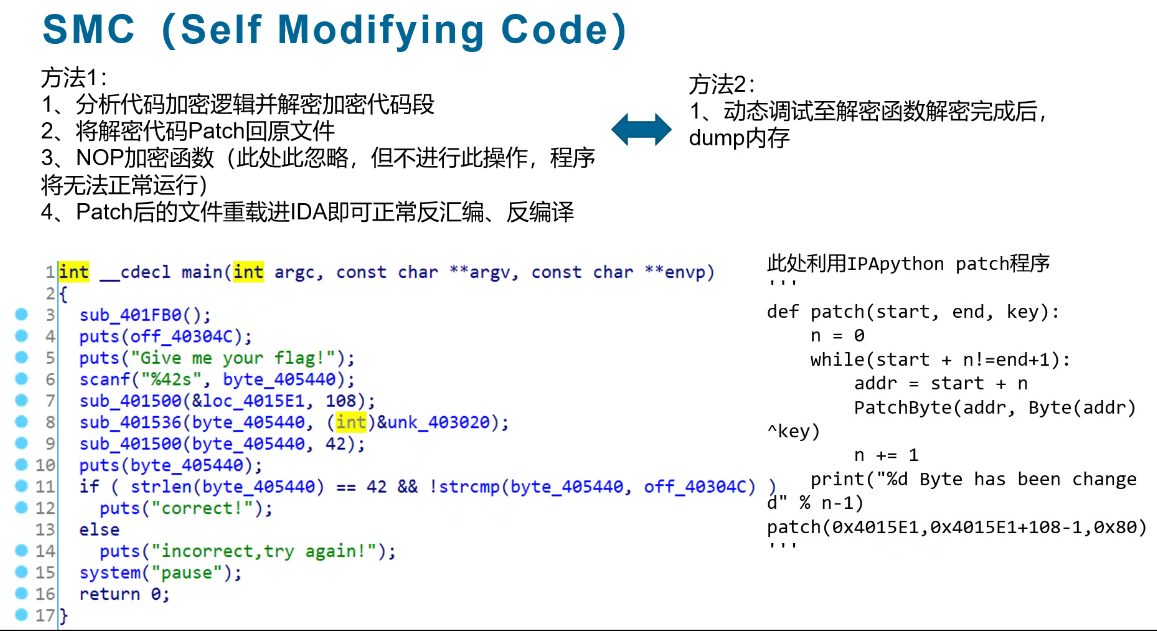 SMC（Self Modifying Code）
方法1：
1、分析代码加密逻辑并解密加密代码段
2、将解密代码Patch回原文件
3、NOP加密函数（此处此忽略，但不进行此操作，程序
将无法正常运行）
4、Patch后的文件重载进IDA即可正常反汇编、反编译
方法2：
1、动态调试至解密函数解密完成后，
dump内存
1 int __cdecl main(int argc, const char **argv, const char **envp)
2 {
3   sub_401FB0();
4   puts(off_40304C);
5   puts("Give me your flag!");
6   scanf("%42s", byte_405440);
7   sub_401500(&loc_4015E1, 108);
8   sub_401536(byte_405440, (int)&unk_403020);
9   sub_401500(byte_405440, 42);
10   puts(byte_405440);
11   if ( strlen(byte_405440) == 42 && !strcmp(byte_405440, off_40304C) )
12     puts("correct!");
13   else
14     puts("incorrect,try again!");
15   system("pause");
16   return 0;
17 }
此处利用IPApython patch程序
'''
def patch(start, end, key):
    n = 0
    while(start + n!=end+1):
        addr = start + n
        PatchByte(addr, Byte(addr)
^key)
        n += 1
    print("%d Byte has been change
d" % n-1)
patch(0x4015E1,0x4015E1+108-1,0x80)
'''